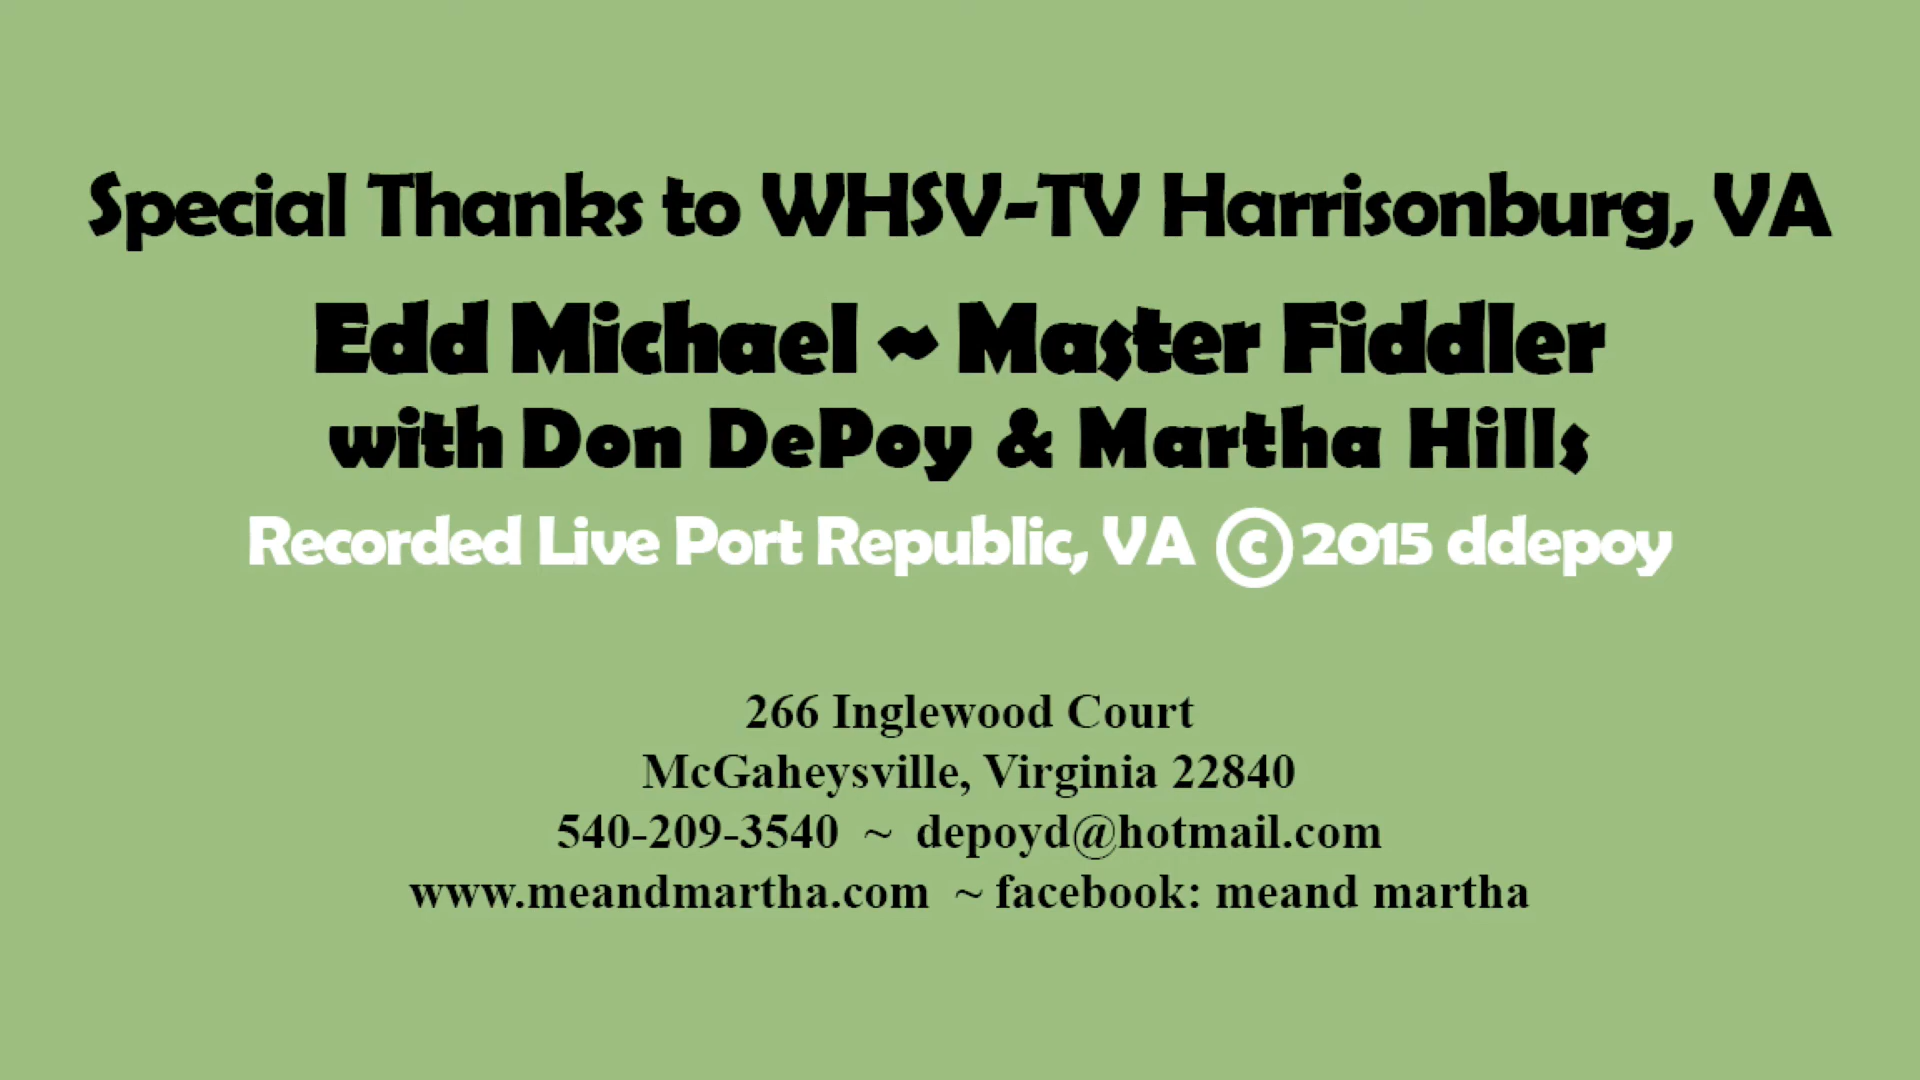 Special Thanks to WHSV-TV Harrisonburg, VA
Edd Michael ~ Master Fiddler
with Don DePoy & Martha Hills
Recorded Live Port Republic, VA ©2015 ddepoy
266 Inglewood Court
McGaheysville, Virginia 22840
540-209-3540 ~ depoyd@hotmail.com
www.meandmartha.com ~ facebook: meand martha